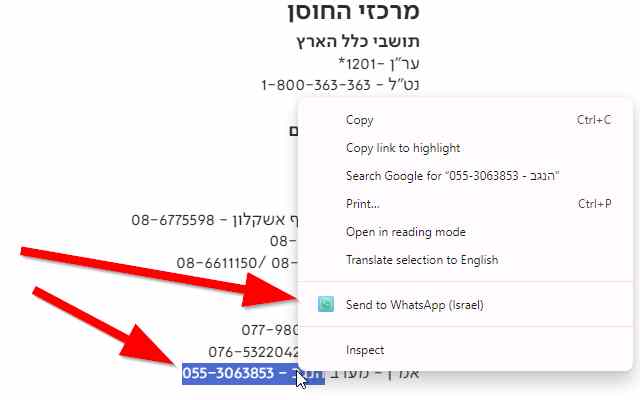 מרכזי החוסן
תושבי כלל הארץ
ער"ן -1201*
נט"ל - 1-800-363-363
ף אשקלון - 08-6775598
08-
08- /08-6611150
077-980
076-5322042
מערב הנגב - 055-3063853
Copy Ctrl+C
Copy link to highlight
Search Google for "055-3063853 - הנגב"
Print... Ctrl+P
Open in reading mode
Translate selection to English
Send to WhatsApp (Israel)
Inspect